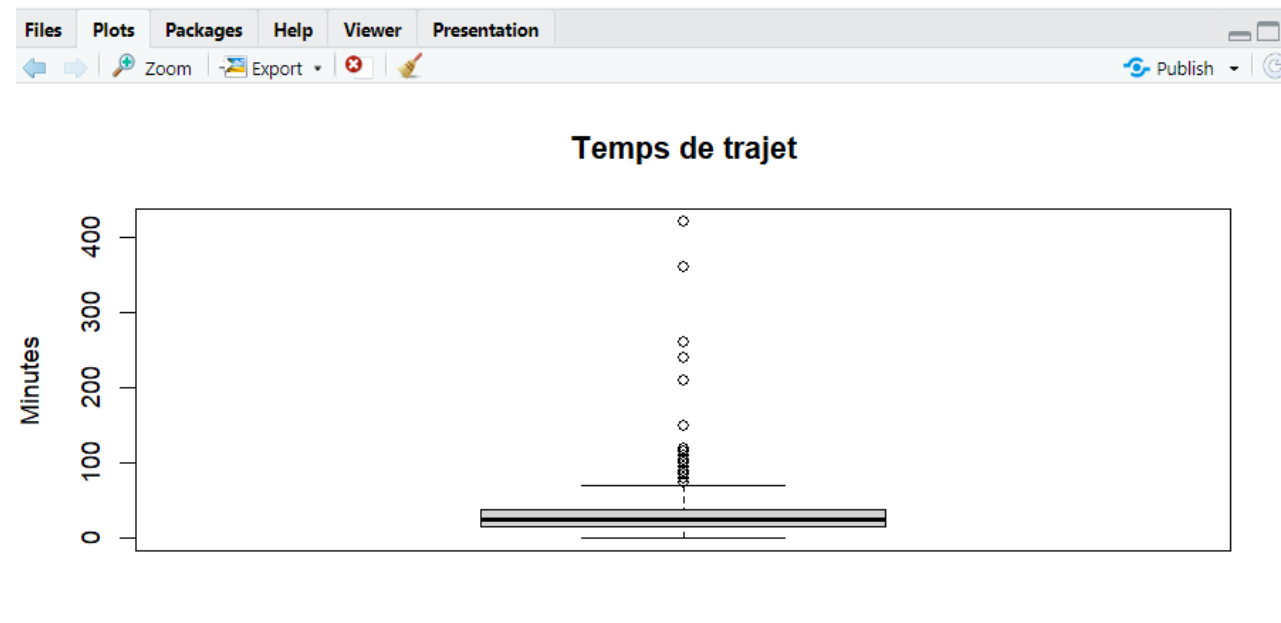 Files Plots Packages Help Viewer Presentation
Zoom Export Publish
Temps de trajet
Minutes
400
300
200
100
0